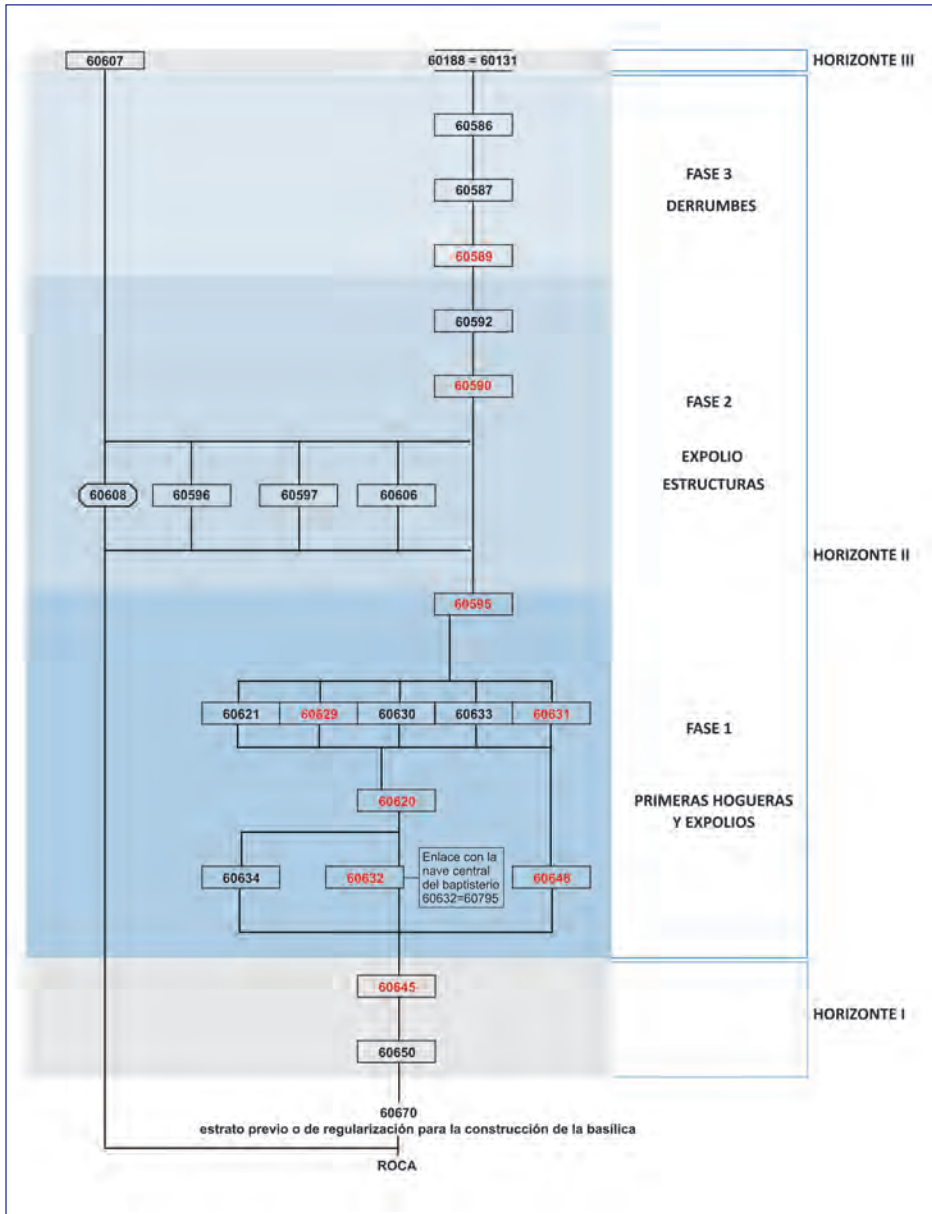 60607
60188 = 60131
HORIZONTE III
60586
60587
FASE 3
DERRUMBES
60589
60592
60590
FASE 2
EXPOLIO
ESTRUCTURAS
60608
60596
60597
60606
HORIZONTE II
60595
60621
60629
60630
60633
60631
FASE 1
60620
PRIMERAS HOGUERAS
Y EXPOLIOS
60634
60632
Enlace con la
nave central
del baptisterio
60632=60795
60648
60645
HORIZONTE I
60650
60670
estrato previo o de regularización para la construcción de la basílica
ROCA